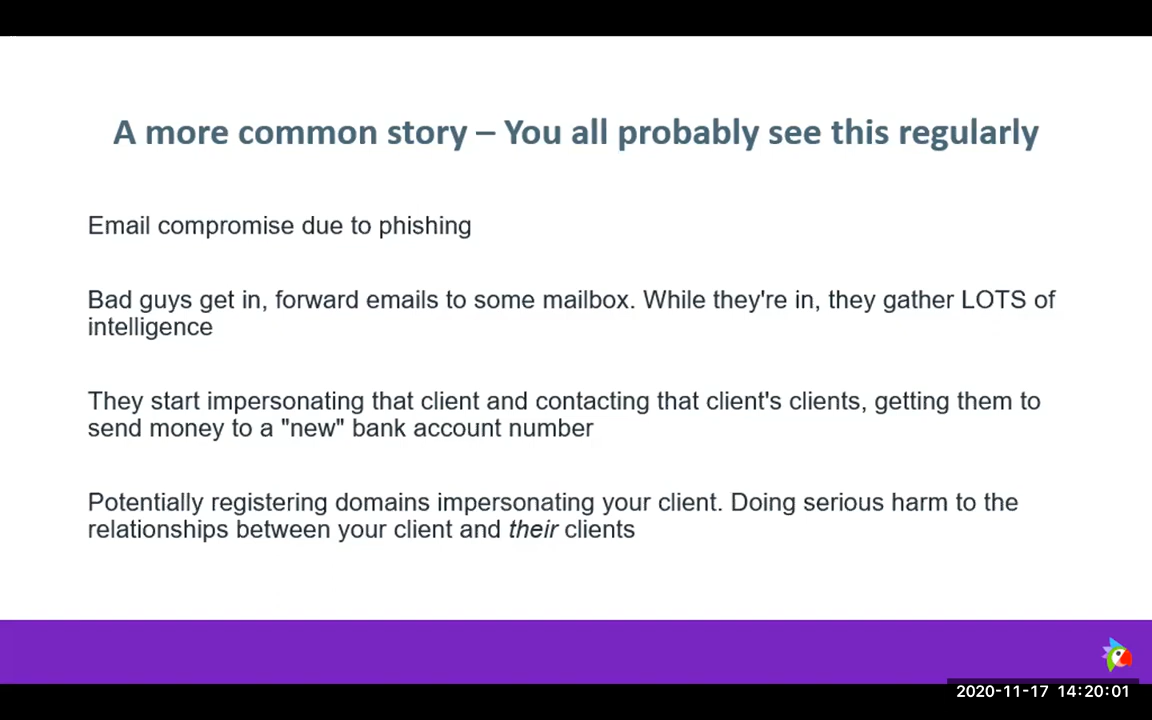 A more common story – You all probably see this regularly
Email compromise due to phishing
Bad guys get in, forward emails to some mailbox. While they're in, they gather LOTS of
intelligence
They start impersonating that client and contacting that client's clients, getting them to
send money to a "new" bank account number
Potentially registering domains impersonating your client. Doing serious harm to the
relationships between your client and their clients
2020-11-17 14:20:01